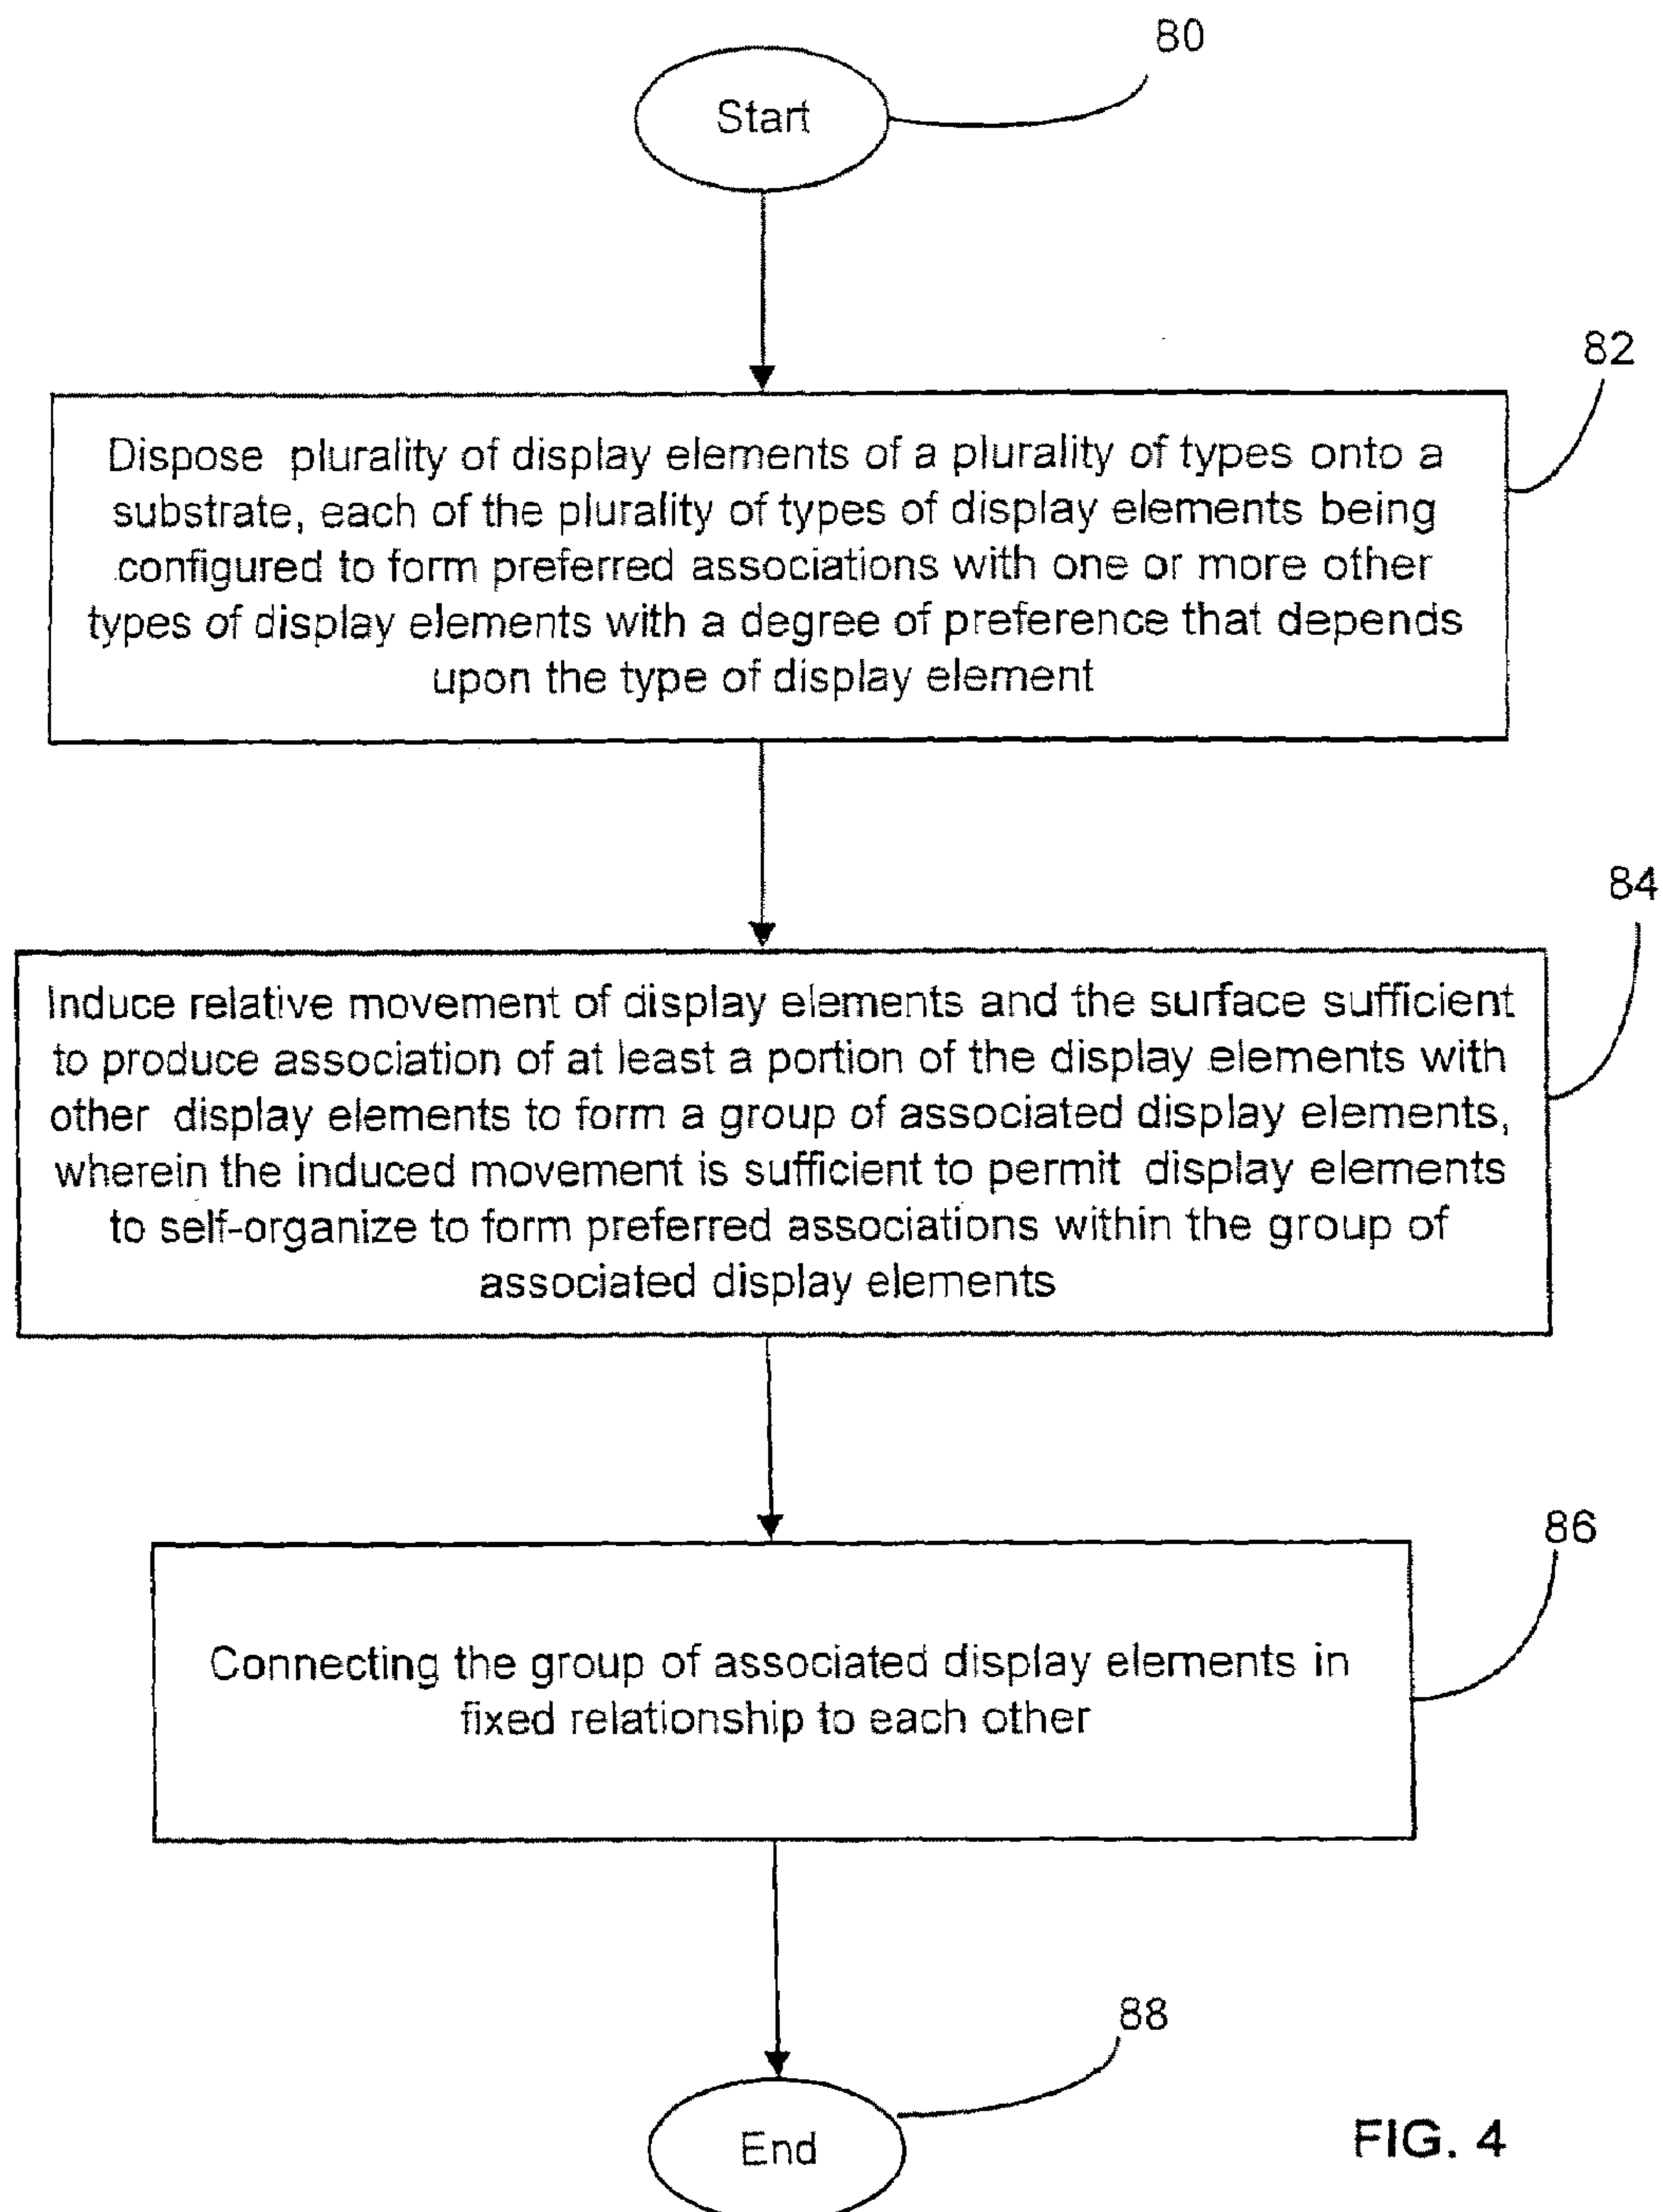 80
Start
82
Dispose plurality of display elements of a plurality of types onto a
substrate, each of the plurality of types of display elements being
configured to form preferred associations with one or more other
types of display elements with a degree of preference that depends
upon the type of display element
84
Induce relative movement of display elements and the surface sufficient
to produce association of at least a portion of the display elements with
other display elements to form a group of associated display elements,
wherein the induced movement is sufficient to permit display elements
to self-organize to form preferred associations within the group of
associated display elements
86
Connecting the group of associated display elements in
fixed relationship to each other
88
End
FIG. 4